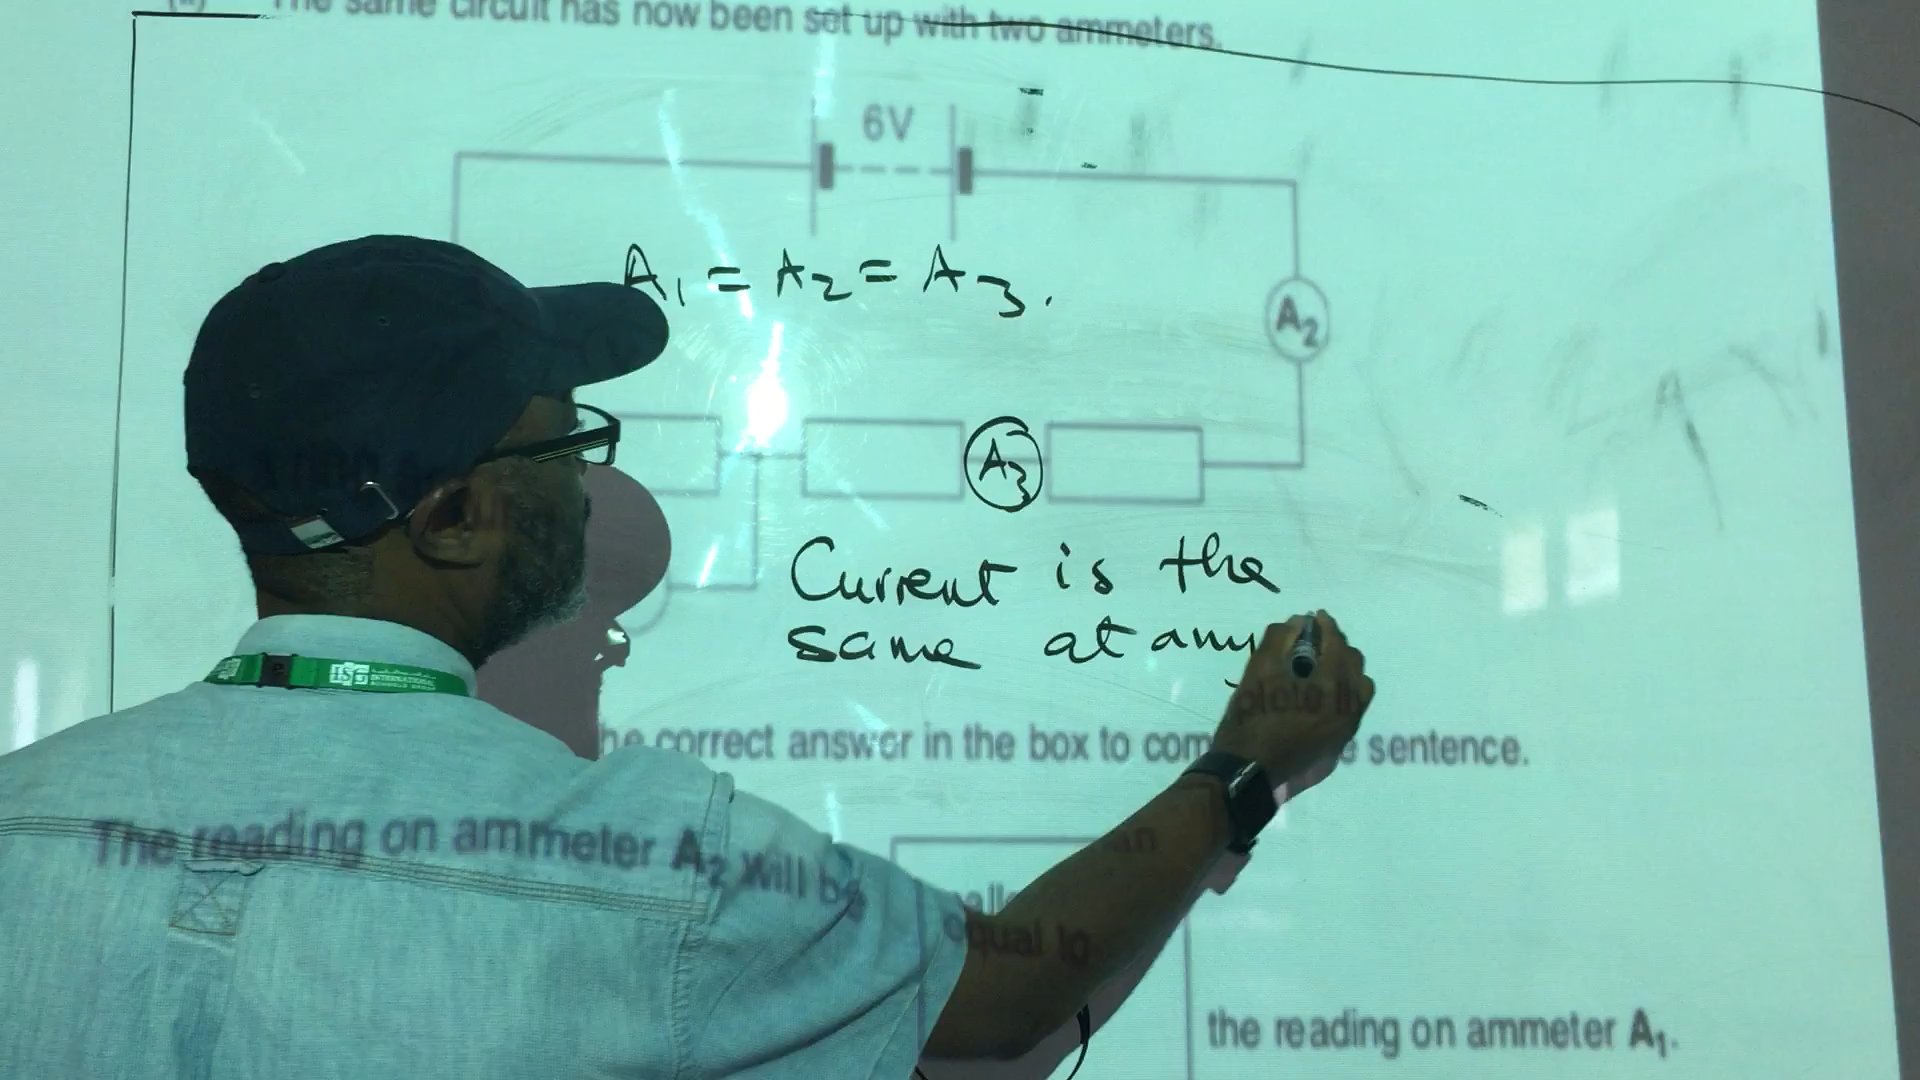 The same circuit has now been set up with two ammeters.
6V
A1 = A2 = A3.
A2
A3
Current is the
same at any
the correct answer in the box to com sentence.
The reading on ammeter A2 will be
equal to
the reading on ammeter A1.
ISG INTERNATIONAL